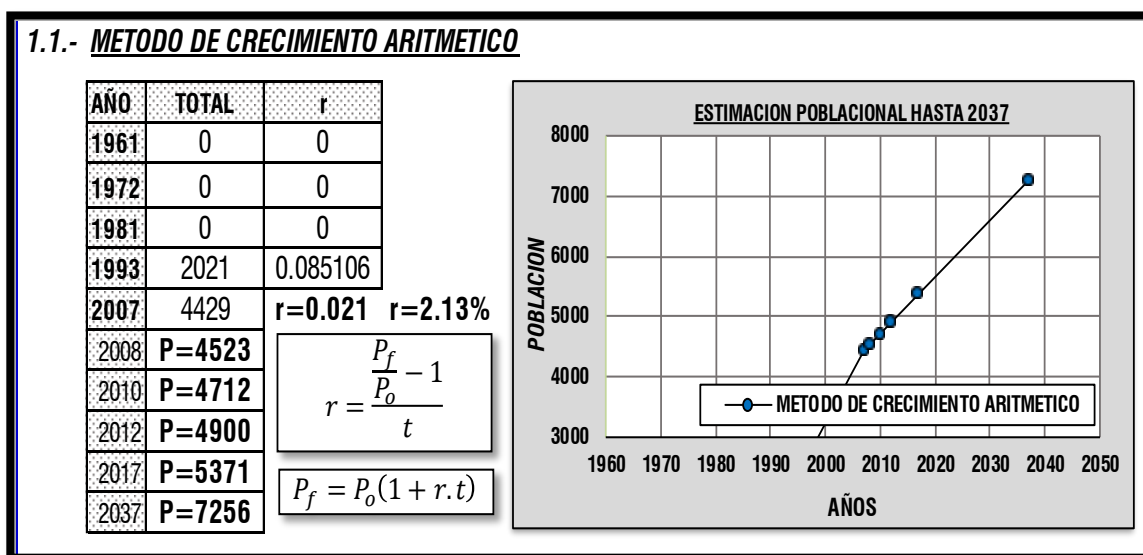 1.1.- METODO DE CRECIMIENTO ARITMETICO
AÑO TOTAL r
1961 0 0
1972 0 0
1981 0 0
1993 2021 0.085106
2007 4429 r=0.021 r=2.13%
2008 P=4523
2010 P=4712
2012 P=4900
2017 P=5371
2037 P=7256
r = (P_f/P_o − 1)/t
P_f = P_o(1 + r.t)
ESTIMACION POBLACIONAL HASTA 2037
POBLACION
8000
7000
6000
5000
4000
3000
METODO DE CRECIMIENTO ARITMETICO
1960 1970 1980 1990 2000 2010 2020 2030 2040 2050
AÑOS